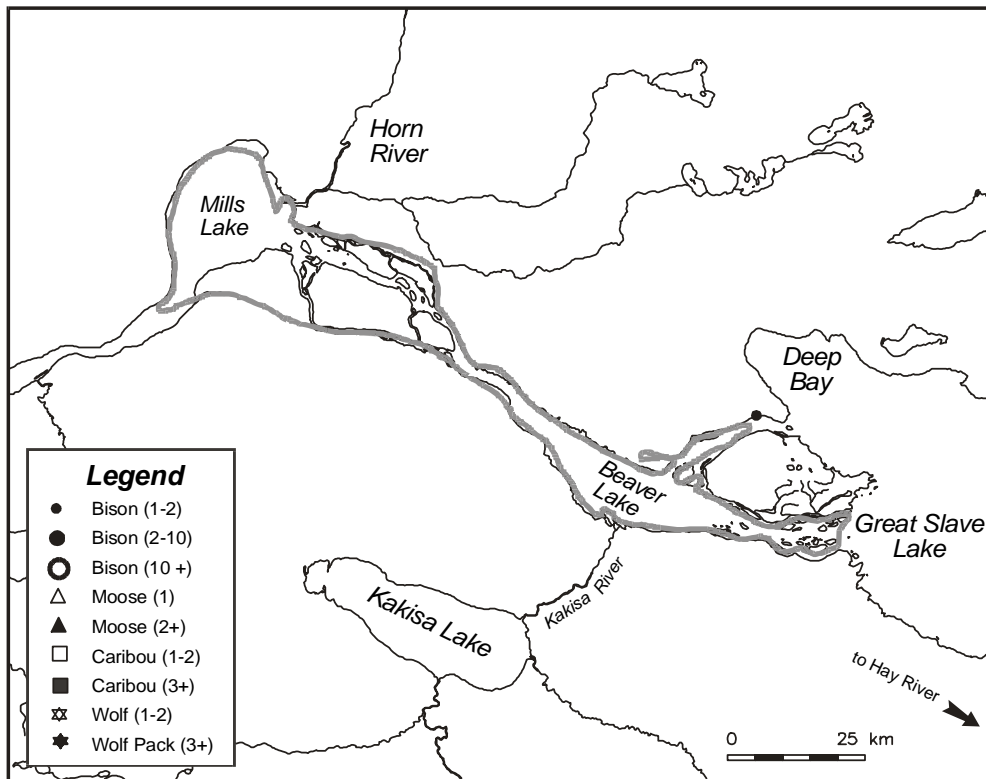 Horn
River
Mills
Lake
Deep
Bay
Beaver
Lake
Great Slave
Lake
Kakisa River
Kakisa Lake
to Hay River
0 25 km
Legend
Bison (1-2)
Bison (2-10)
Bison (10 +)
Moose (1)
Moose (2+)
Caribou (1-2)
Caribou (3+)
Wolf (1-2)
Wolf Pack (3+)